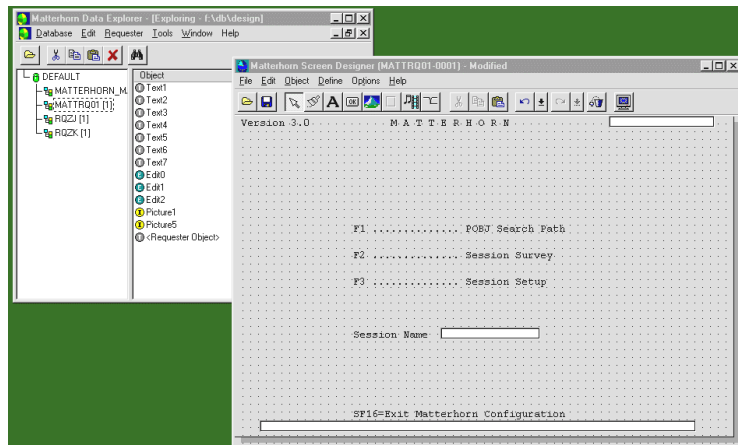 Matterhorn Data Explorer - [Exploring - f:\db\design]
Database Edit Requester Tools Window Help
DEFAULT
MATTERHORN_M.
MATTRQ01 [1]
RQZJ [1]
RQZK [1]
Object
Text1
Text2
Text3
Text4
Text5
Text6
Text7
Edit0
Edit1
Edit2
Picture1
Picture5
<Requester Object>
Matterhorn Screen Designer (MATTRQ01-0001) - Modified
File Edit Object Define Options Help
A OK
Version 3.0 M A T T E R H O R N
F1 .............. POBJ Search Path
F2 .............. Session Survey
F3 .............. Session Setup
Session Name
SF16=Exit Matterhorn Configuration